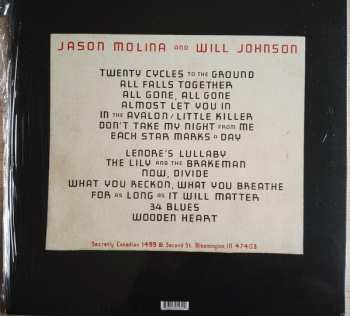 JASON MOLINA AND WILL JOHNSON
TWENTY CYCLES TO THE GROUND
ALL FALLS TOGETHER
ALL GONE, ALL GONE
ALMOST LET YOU IN
IN THE AVALON / LITTLE KILLER
DON'T TAKE MY NIGHT FROM ME
EACH STAR MARKS A DAY
LENORE'S LULLABY
THE LILY AND THE BRAKEMAN
NOW, DIVIDE
WHAT YOU RECKON, WHAT YOU BREATHE
FOR AS LONG AS IT WILL MATTER
34 BLUES
WOODEN HEART
Secretly Canadian 1499 W. Second St. Bloomington IN 47403